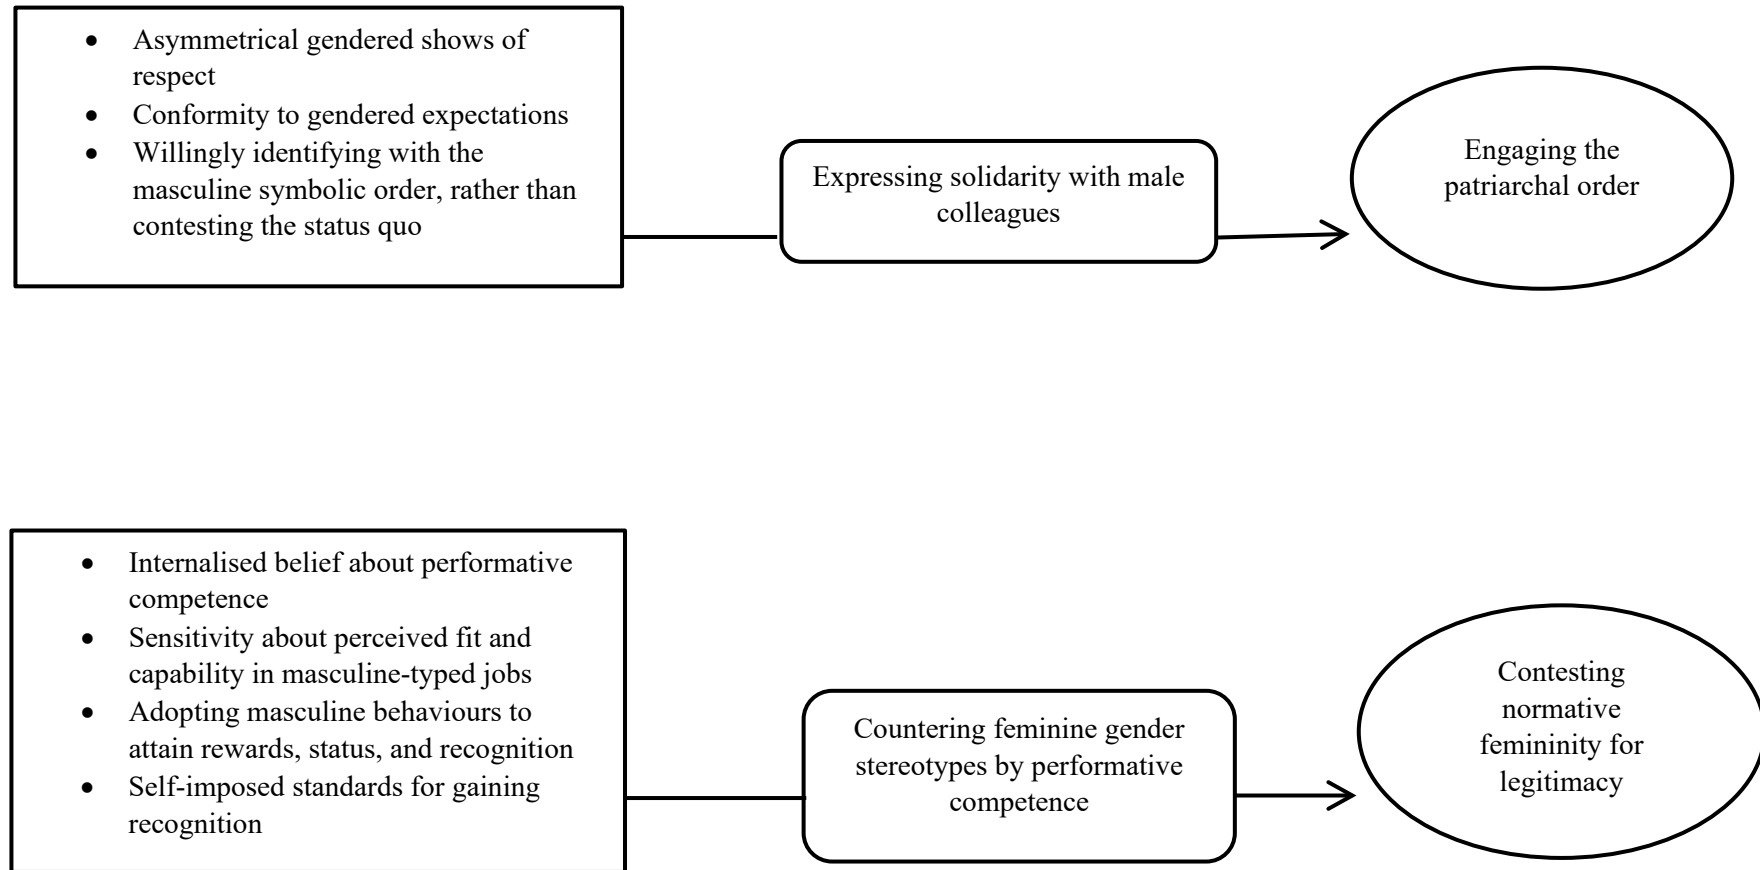 • Asymmetrical gendered shows of
respect
• Conformity to gendered expectations
• Willingly identifying with the
masculine symbolic order, rather than
contesting the status quo
Expressing solidarity with male
colleagues
Engaging the
patriarchal order
• Internalised belief about performative
competence
• Sensitivity about perceived fit and
capability in masculine-typed jobs
• Adopting masculine behaviours to
attain rewards, status, and recognition
• Self-imposed standards for gaining
recognition
Countering feminine gender
stereotypes by performative
competence
Contesting
normative
femininity for
legitimacy